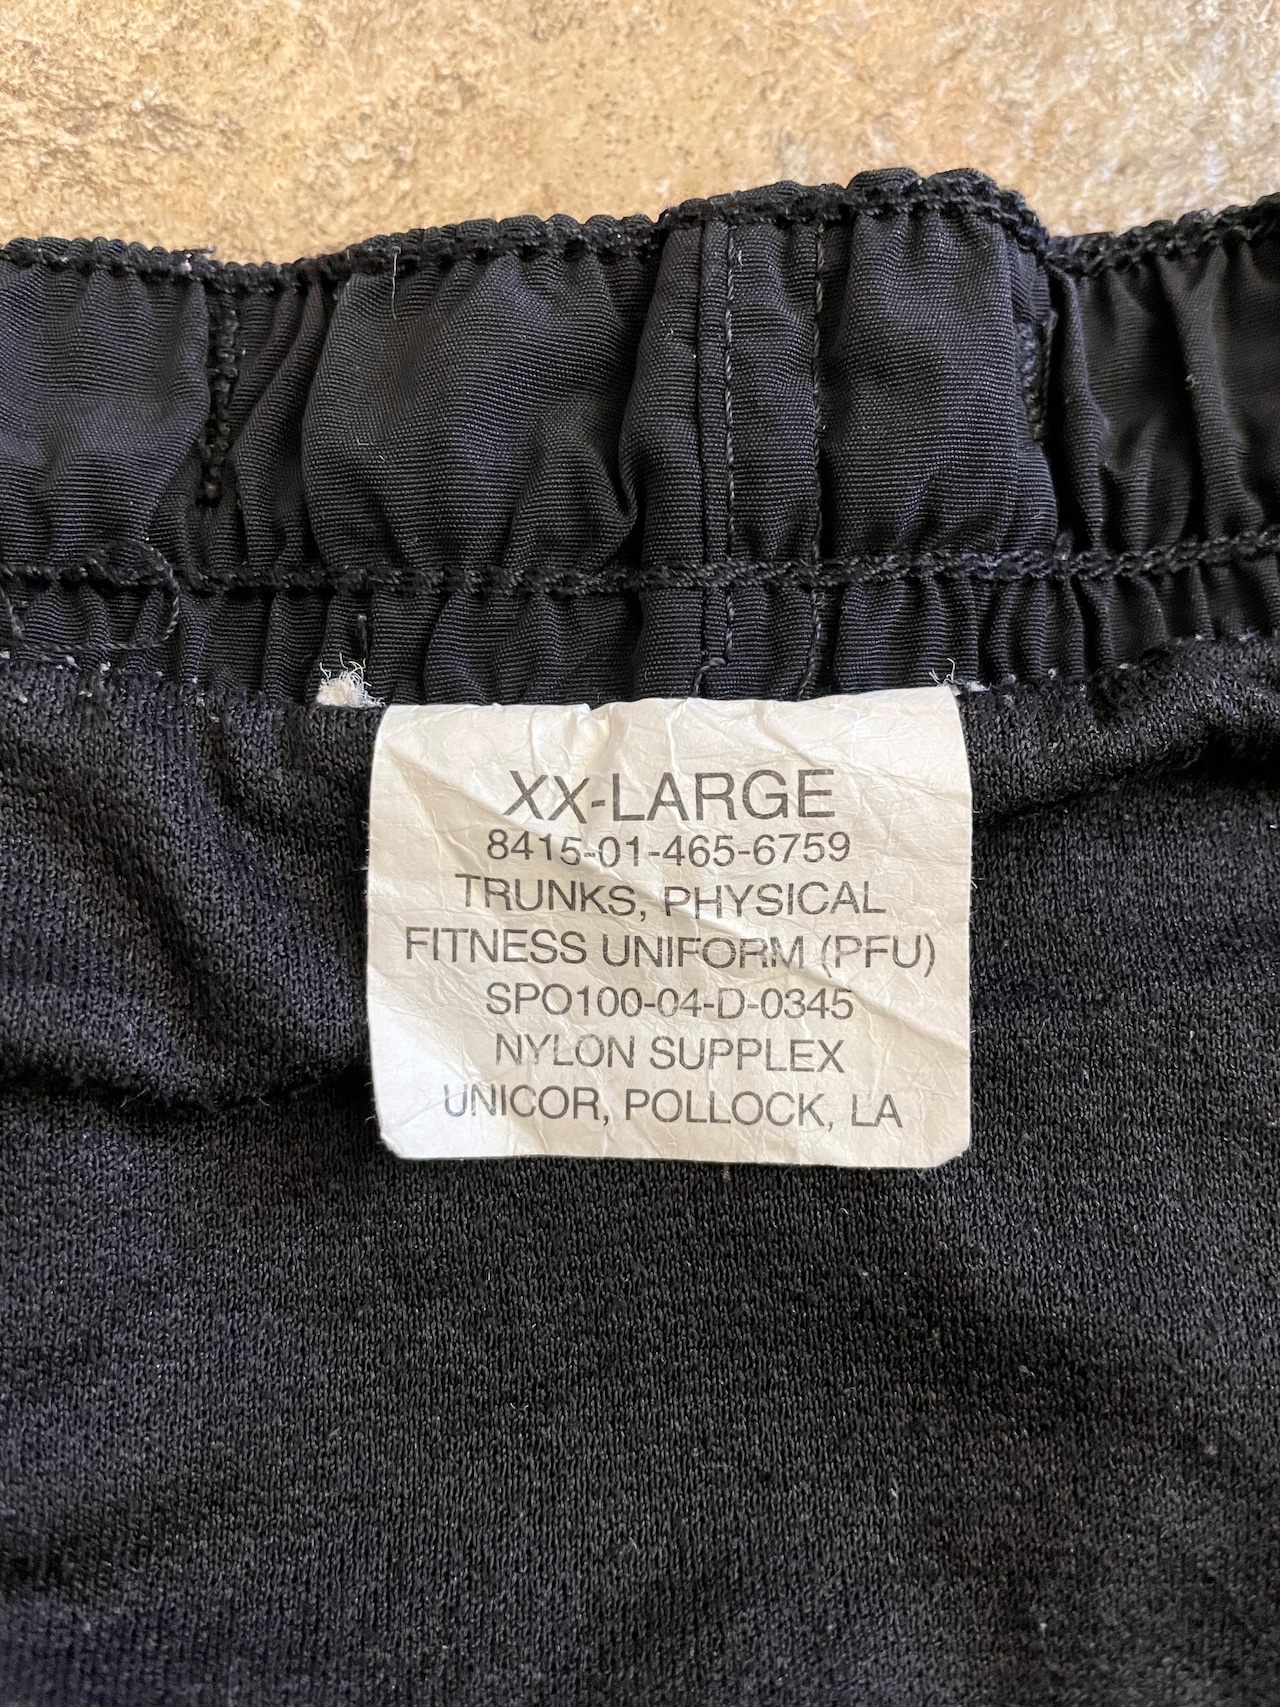 XX-LARGE
8415-01-465-6759
TRUNKS, PHYSICAL
FITNESS UNIFORM (PFU)
SPO100-04-D-0345
NYLON SUPPLEX
UNICOR, POLLOCK, LA